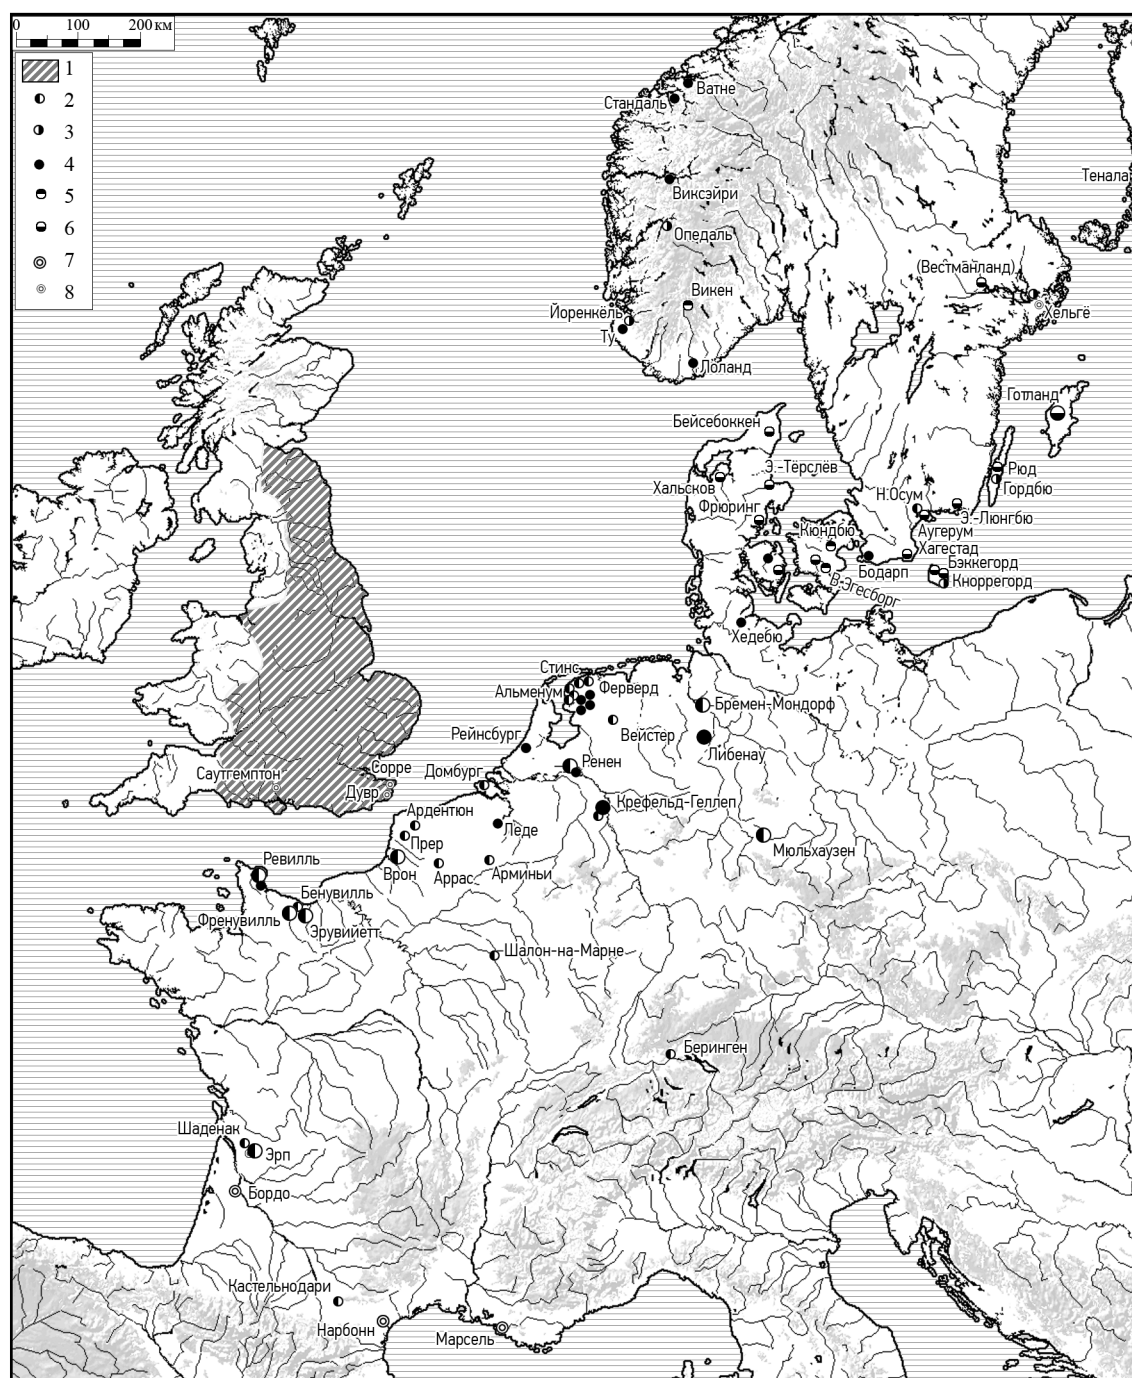 0 100 200 км
1
2
3
4
5
6
7
8
Ватне
Стандаль
Тенала
Виксэйри
Опедаль
(Вестманланд)
Викен
Йоренкель
Хельгё
Ту
Лоланд
Готланд
Бейсебоккен
Э.-Тёрслёв
Рюд
Хальсков
Гордбю
Н.Осум
Фрюринг
Э.-Люнгбю
Кюндбю
Аугерум
Хагестад
Бэккегорд
Бодарп
Кноррегорд
В.Эгесборг
Хедебю
Стинс
Ферверд
Альменум
Бремен-Мондорф
Вейстер
Рейнсбург
Либенау
Ренен
Сорре
Домбург
Саутгемптон
Дувр
Крефельд-Геллеп
Ардентюн
Леде
Прер
Мюльхаузен
Ревилль
Врон
Аррас
Арминьи
Бенувилль
Френувилль
Эрувийетт
Шалон-на-Марне
Беринген
Шаденак
Эрп
Бордо
Кастельнодари
Нарбонн
Марсель